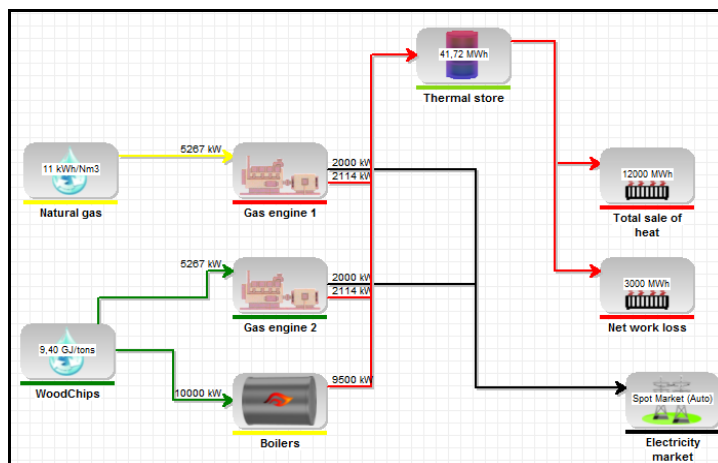 41,72 MWh
Thermal store
5267 kW
11 kWh/Nm3
Natural gas
2000 kW
2114 kW
Gas engine 1
12000 MWh
Total sale of
heat
5267 kW
2000 kW
2114 kW
Gas engine 2
3000 MWh
Net work loss
9,40 GJ/tons
WoodChips
10000 kW
9500 kW
Boilers
Spot Market (Auto)
Electricity
market